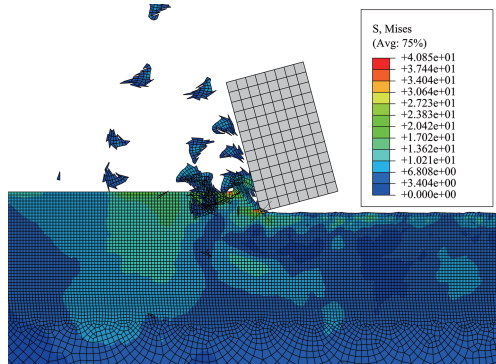 S, Mises
(Avg: 75%)
+4.085e+01
+3.744e+01
+3.404e+01
+3.064e+01
+2.723e+01
+2.383e+01
+2.042e+01
+1.702e+01
+1.362e+01
+1.021e+01
+6.808e+00
+3.404e+00
+0.000e+00